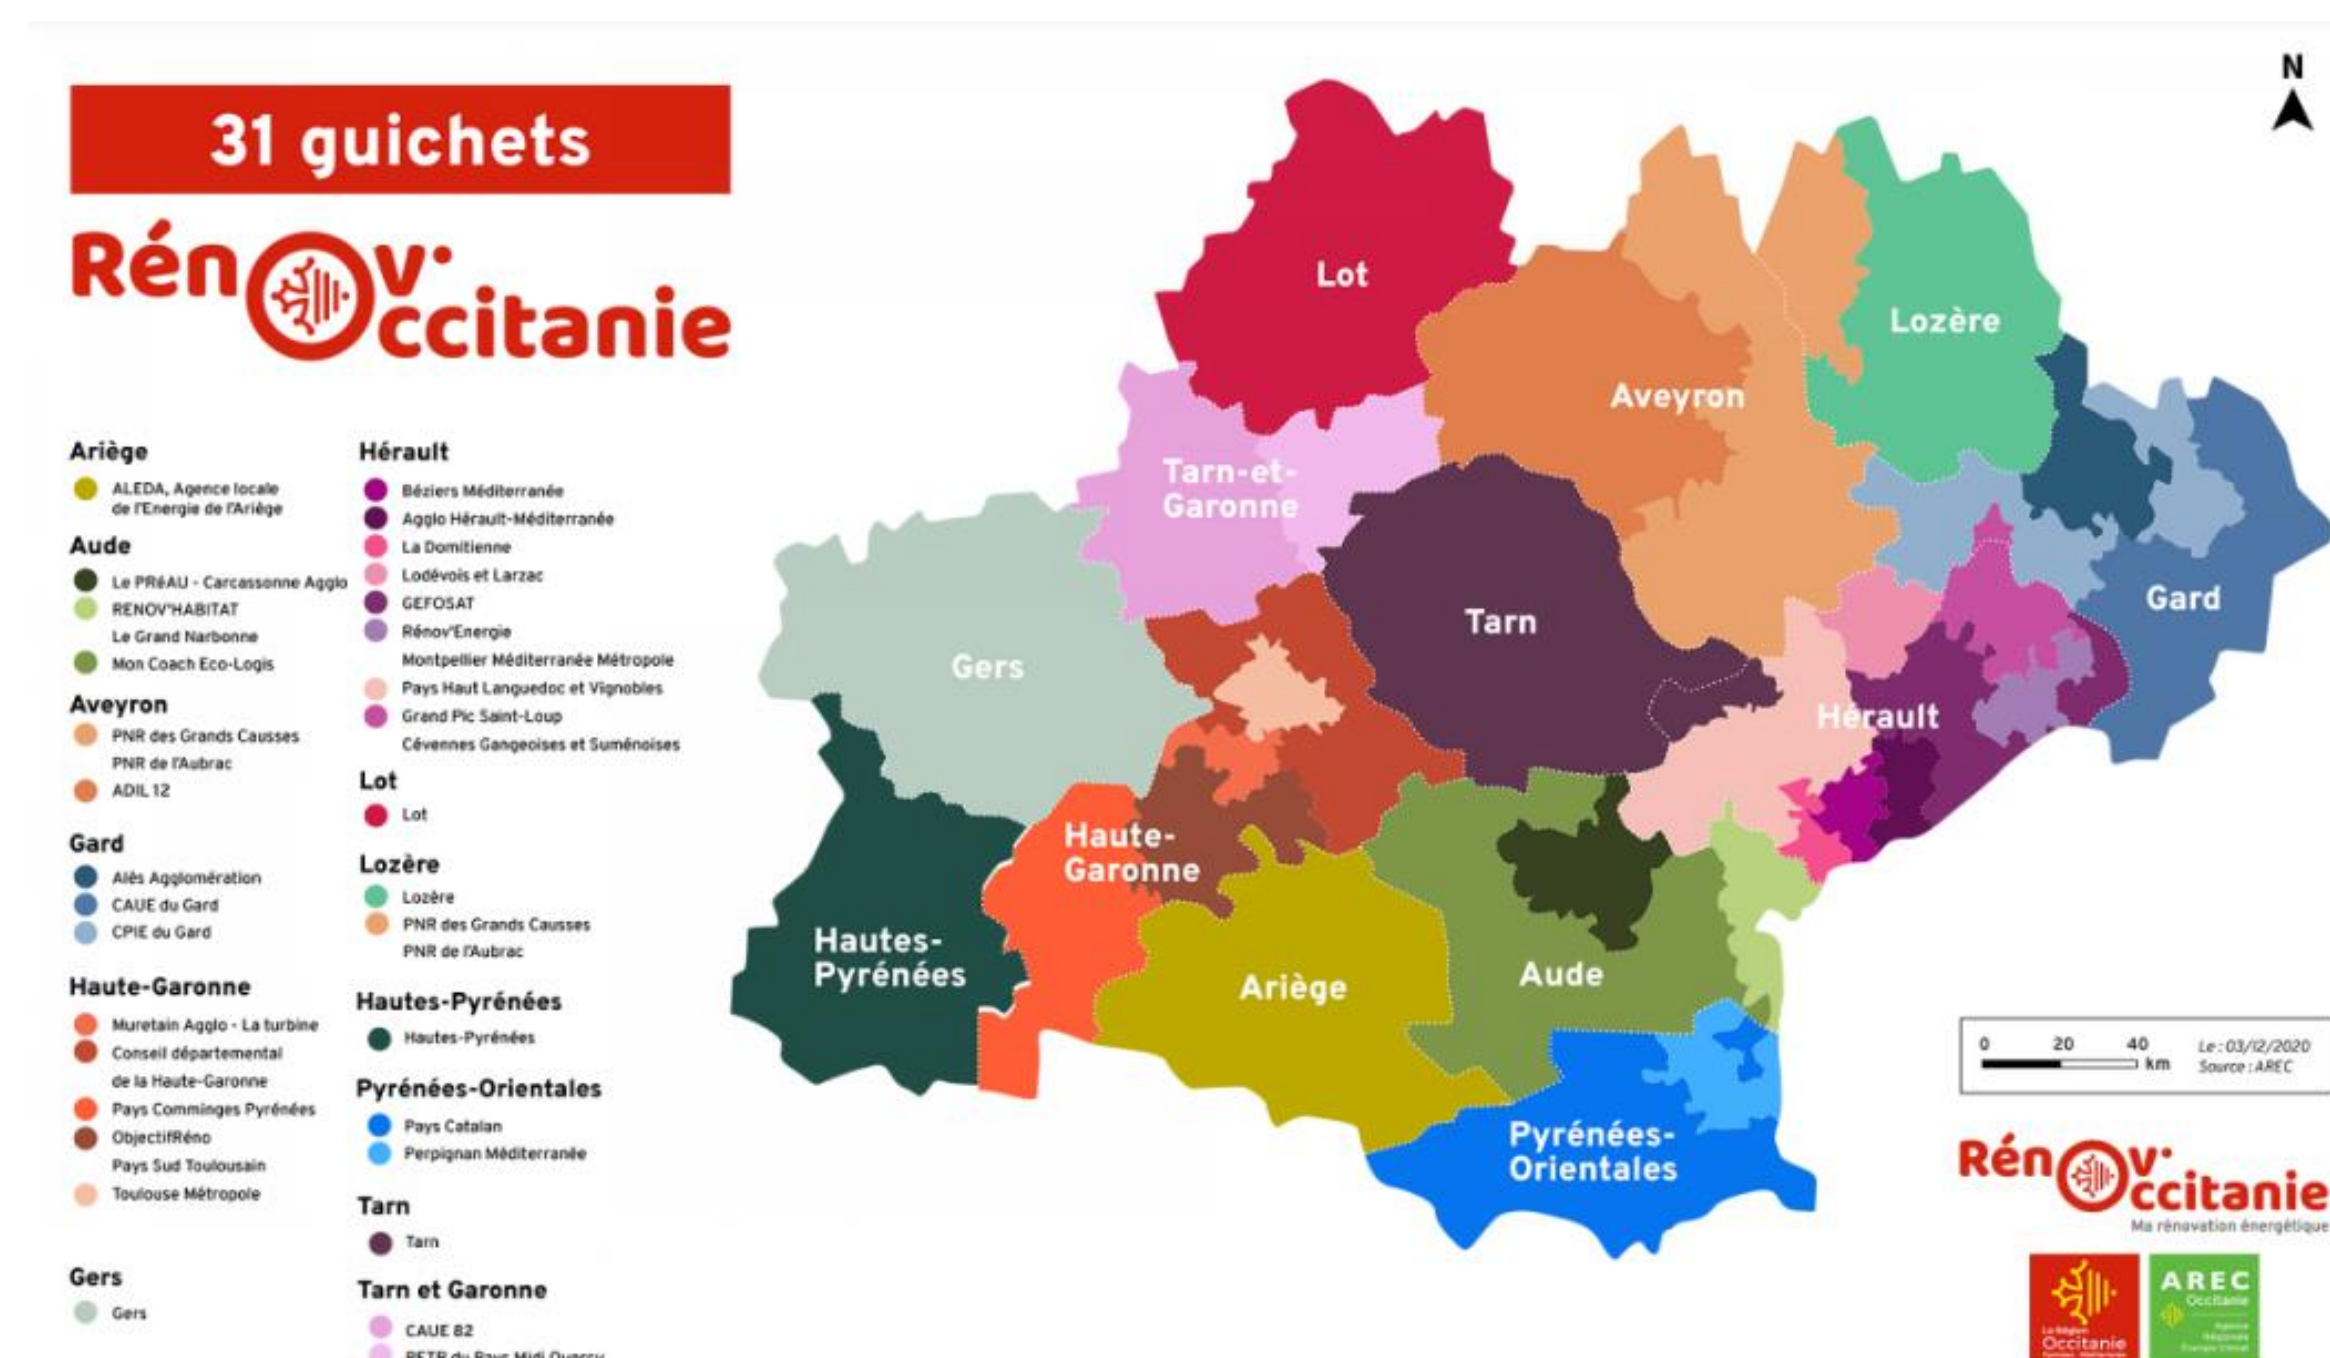 31 guichets
Rénov'
Occitanie
Ariège
ALEDA, Agence locale
de l'Energie de l'Ariège
Aude
Le PRéAU - Carcassonne Agglo
RENOV'HABITAT
Le Grand Narbonne
Mon Coach Eco-Logis
Aveyron
PNR des Grands Causses
PNR de l'Aubrac
ADIL 12
Gard
Alès Agglomération
CAUE du Gard
CPIE du Gard
Haute-Garonne
Muretain Agglo - La turbine
Conseil départemental
de la Haute-Garonne
Pays Comminges Pyrénées
ObjectifRéno
Pays Sud Toulousain
Toulouse Métropole
Gers
Gers
Hérault
Béziers Méditerranée
Agglo Hérault-Méditerranée
La Domitienne
Lodévois et Larzac
GEFOSAT
Rénov'Energie
Montpellier Méditerranée Métropole
Pays Haut Languedoc et Vignobles
Grand Pic Saint-Loup
Cévennes Gangeoises et Suménoises
Lot
Lot
Lozère
Lozère
PNR des Grands Causses
PNR de l'Aubrac
Hautes-Pyrénées
Hautes-Pyrénées
Pyrénées-Orientales
Pays Catalan
Perpignan Méditerranée
Tarn
Tarn
Tarn et Garonne
CAUE 82
PETR du Pays Midi Quercy
N
Lot
Lozère
Aveyron
Tarn-et-
Garonne
Gard
Tarn
Gers
Hérault
Haute-
Garonne
Hautes-
Pyrénées
Ariège
Aude
Pyrénées-
Orientales
0 20 40
km
Le : 03/12/2020
Source : AREC
Rénov'
Occitanie
Ma rénovation énergétique
La Région
Occitanie
AREC
Occitanie